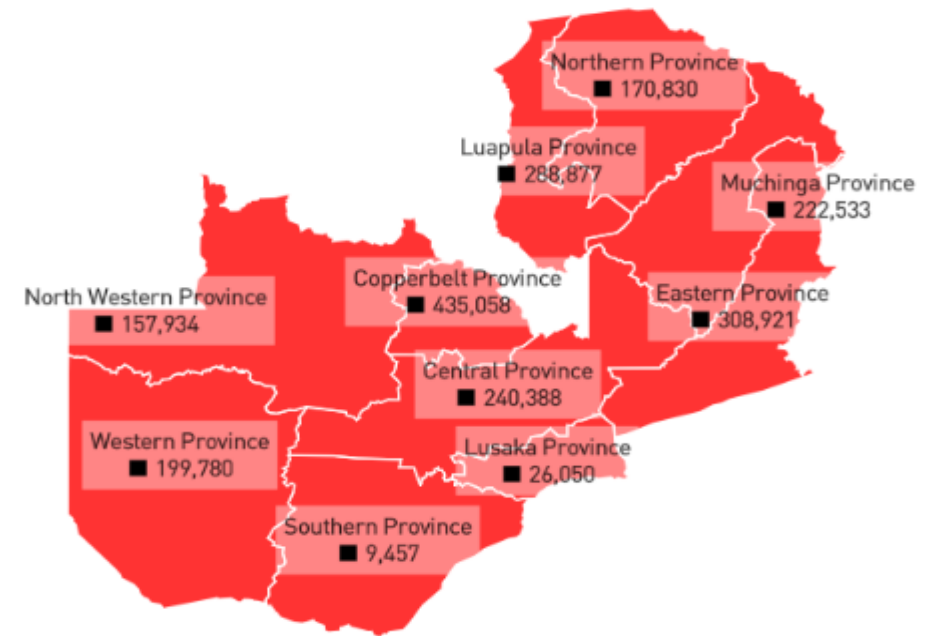 Northern Province
170,830
Luapula Province
288,877
Muchinga Province
222,533
Copperbelt Province
435,058
North Western Province
157,934
Eastern Province
308,921
Central Province
240,388
Western Province
199,780
Lusaka Province
26,050
Southern Province
9,457